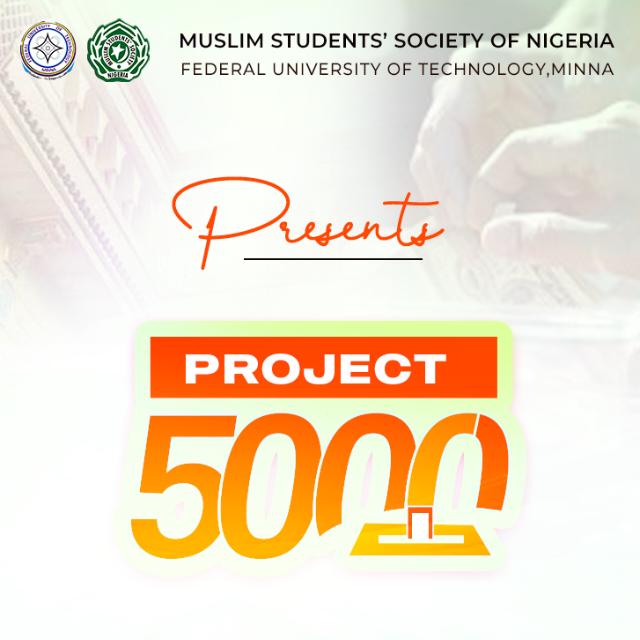 MUSLIM STUDENTS’ SOCIETY OF NIGERIA
FEDERAL UNIVERSITY OF TECHNOLOGY,MINNA
Presents
PROJECT
5000